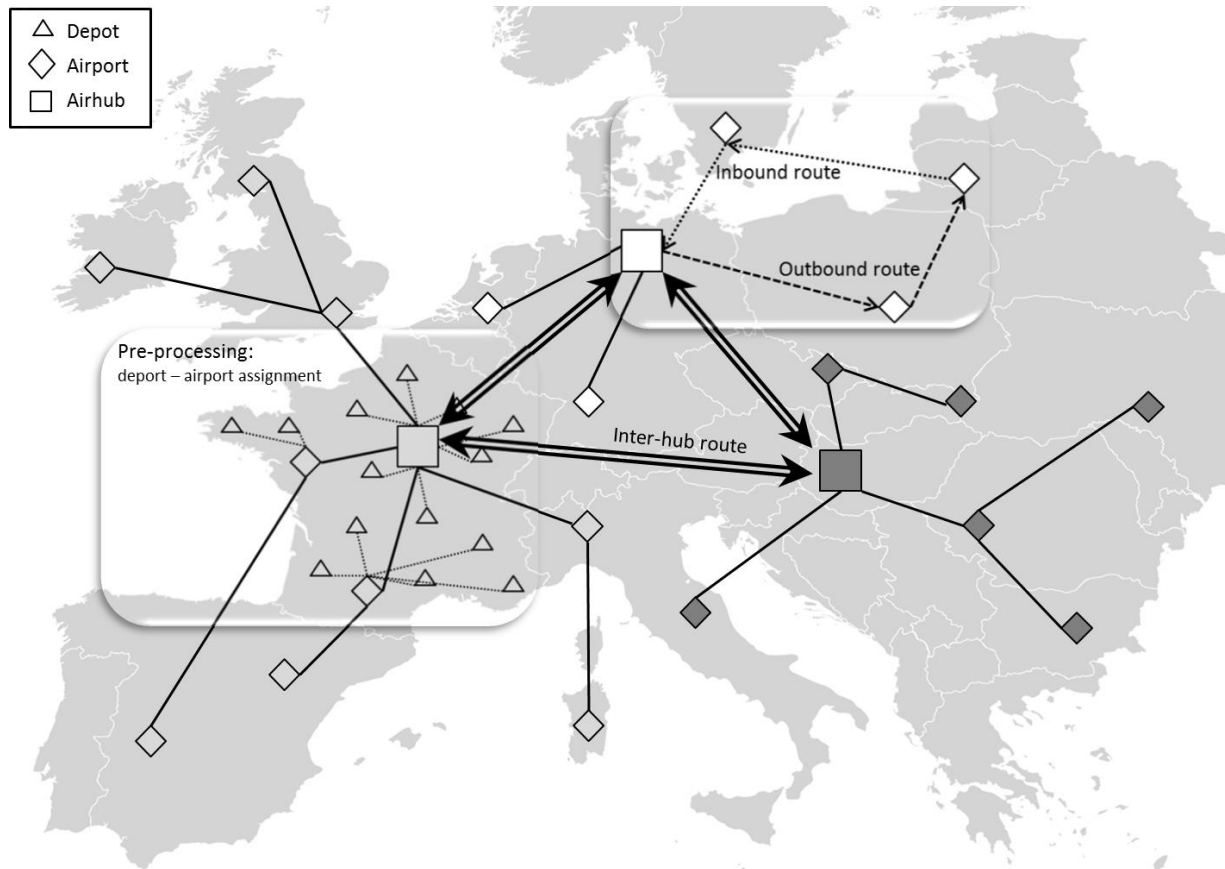 Depot
Airport
Airhub
Inbound route
Outbound route
Pre-processing:
deport – airport assignment
Inter-hub route